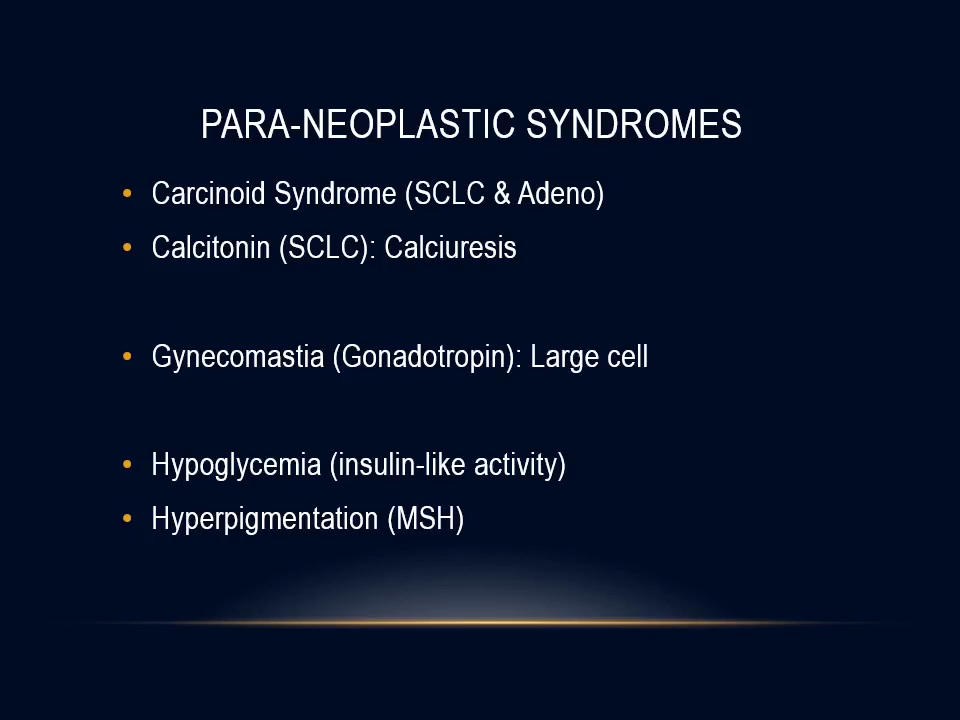 PARA-NEOPLASTIC SYNDROMES
• Carcinoid Syndrome (SCLC & Adeno)
• Calcitonin (SCLC): Calciuresis
• Gynecomastia (Gonadotropin): Large cell
• Hypoglycemia (insulin-like activity)
• Hyperpigmentation (MSH)